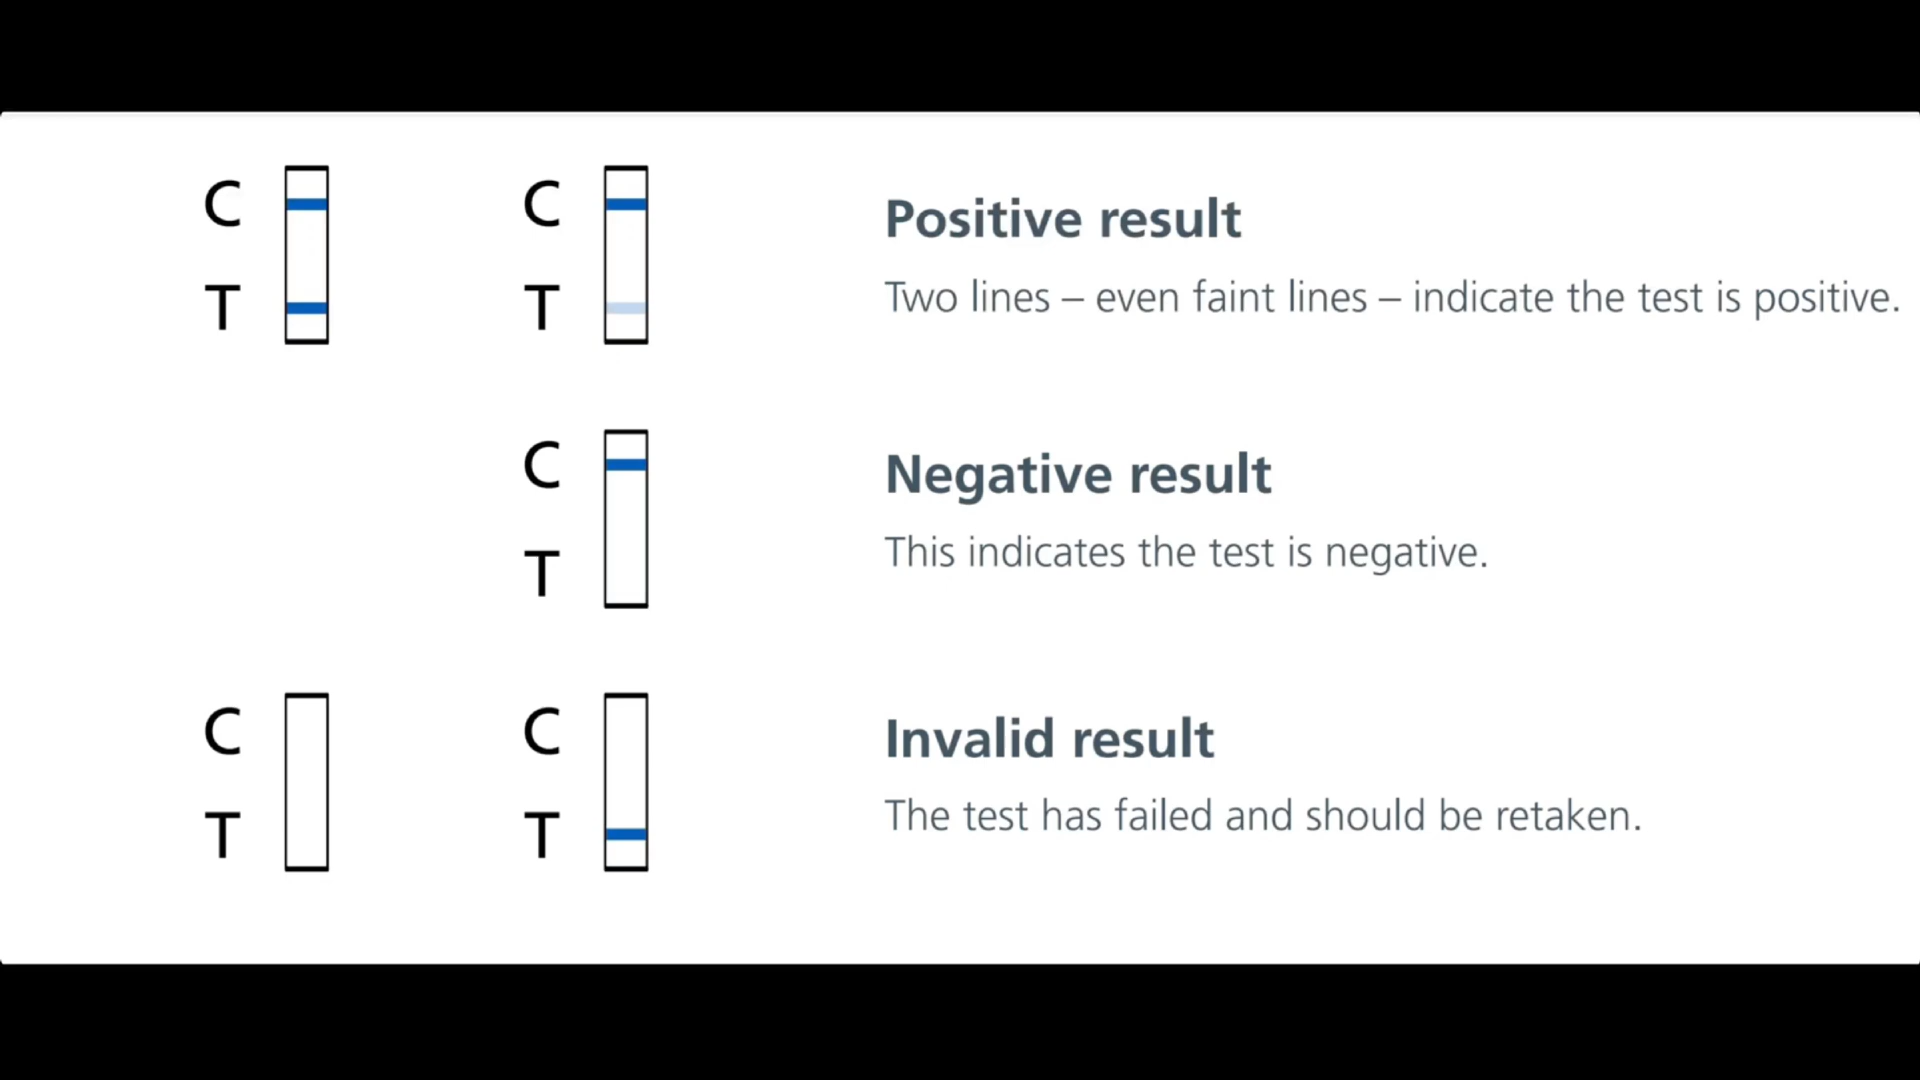 C C Positive result
T T Two lines – even faint lines – indicate the test is positive.
C Negative result
T This indicates the test is negative.
C C Invalid result
T T The test has failed and should be retaken.